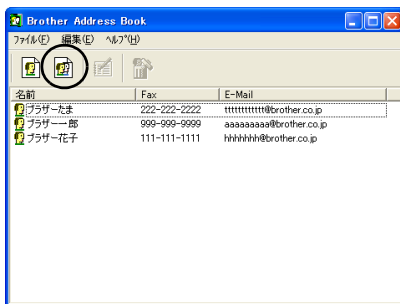 Brother Address Book
ファイル(F) 編集(E) ヘルプ(H)
名前 Fax E-Mail
ブラザーたま 222-222-2222 tttttttttttt@brother.co.jp
ブラザー一郎 999-999-9999 aaaaaaaaa@brother.co.jp
ブラザー花子 111-111-1111 hhhhhhh@brother.co.jp